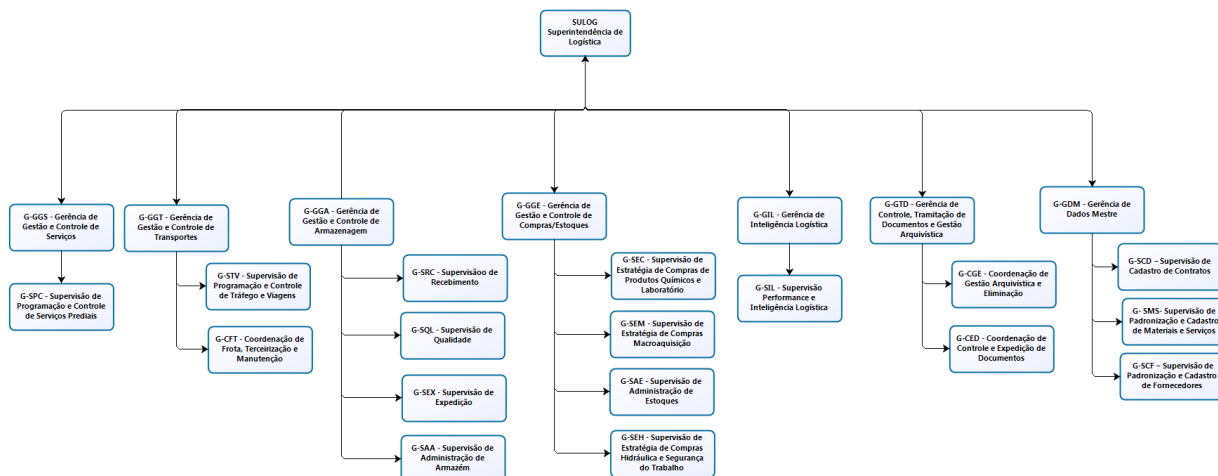 SULOG
Superintendência de
Logística
G-GGS - Gerência de
Gestão e Controle de
Serviços
G-SPC - Supervisão de
Programação e Controle
de Serviços Prediais
G-GGT - Gerência de
Gestão e Controle de
Transportes
G-STV - Supervisão de
Programação e Controle
de Tráfego e Viagens
G-CFT - Coordenação de
Frota, Terceirização e
Manutenção
G-GGA - Gerência de
Gestão e Controle de
Armazenagem
G-SRC - Supervisãoo de
Recebimento
G-SQL - Supervisão de
Qualidade
G-SEX - Supervisão de
Expedição
G-SAA - Supervisão de
Administração de
Armazém
G-GGE - Gerência de
Gestão e Controle de
Compras/Estoques
G-SEC - Supervisão de
Estratégia de Compras de
Produtos Químicos e
Laboratório
G-SEM - Supervisão de
Estratégia de Compras
Macroaquisição
G-SAE - Supervisão de
Administração de
Estoques
G-SEH - Supervisão de
Estratégia de Compras
Hidráulica e Segurança
do Trabalho
G-GIL - Gerência de
Inteligência Logística
G-SIL - Supervisão
Performance e
Inteligência Logística
G-GTD - Gerência de
Controle, Tramitação de
Documentos e Gestão
Arquivística
G-CGE - Coordenação de
Gestão Arquivística e
Eliminação
G-CED - Coordenação de
Controle e Expedição de
Documentos
G-GDM - Gerência de
Dados Mestre
G-SCD – Supervisão de
Cadastro de Contratos
G- SMS- Supervisão de
Padronização e Cadastro
de Materiais e Serviços
G-SCF – Supervisão de
Padronização e Cadastro
de Fornecedores